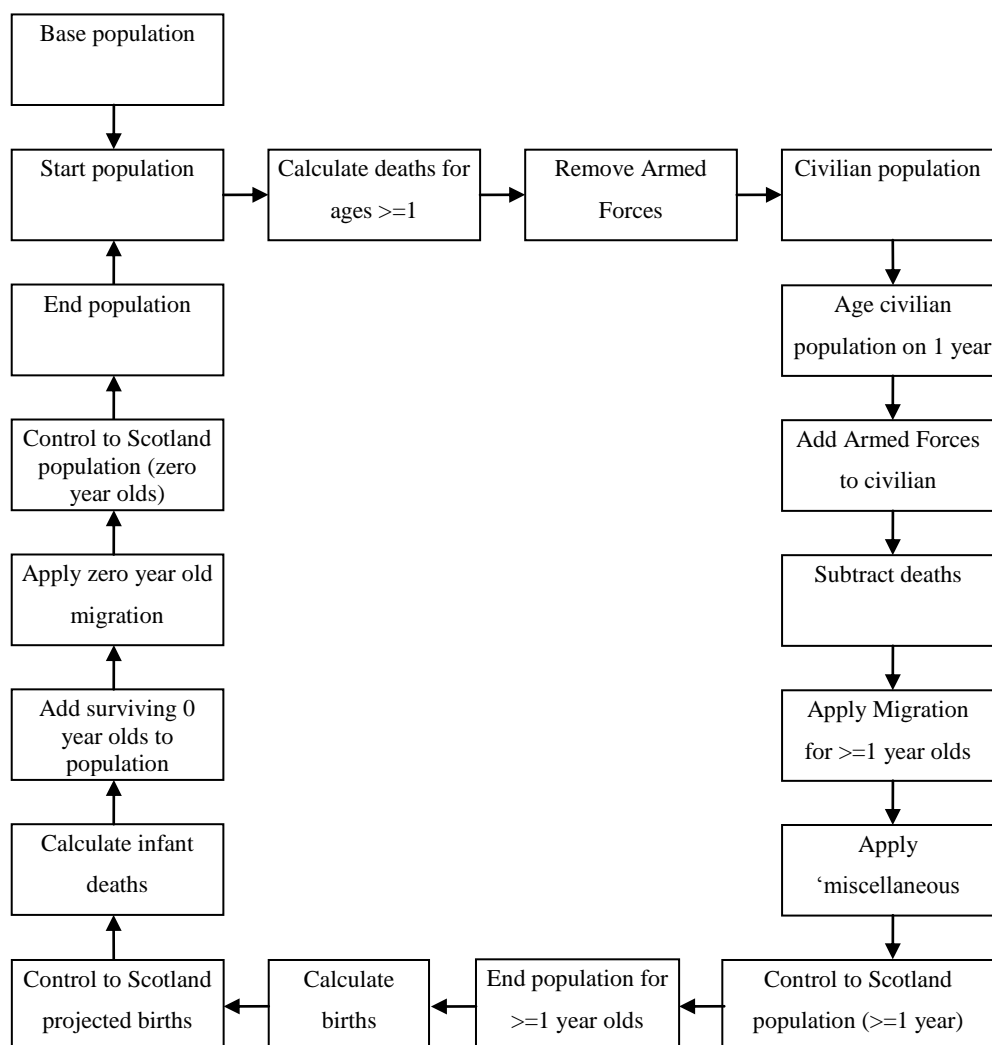 Base population
Start population
Calculate deaths for
ages >=1
Remove Armed
Forces
Civilian population
Age civilian
population on 1 year
Add Armed Forces
to civilian
Subtract deaths
Apply Migration
for >=1 year olds
Apply
‘miscellaneous
Control to Scotland
population (>=1 year)
End population for
>=1 year olds
Calculate
births
Control to Scotland
projected births
Calculate infant
deaths
Add surviving 0
year olds to
population
Apply zero year old
migration
Control to Scotland
population (zero
year olds)
End population